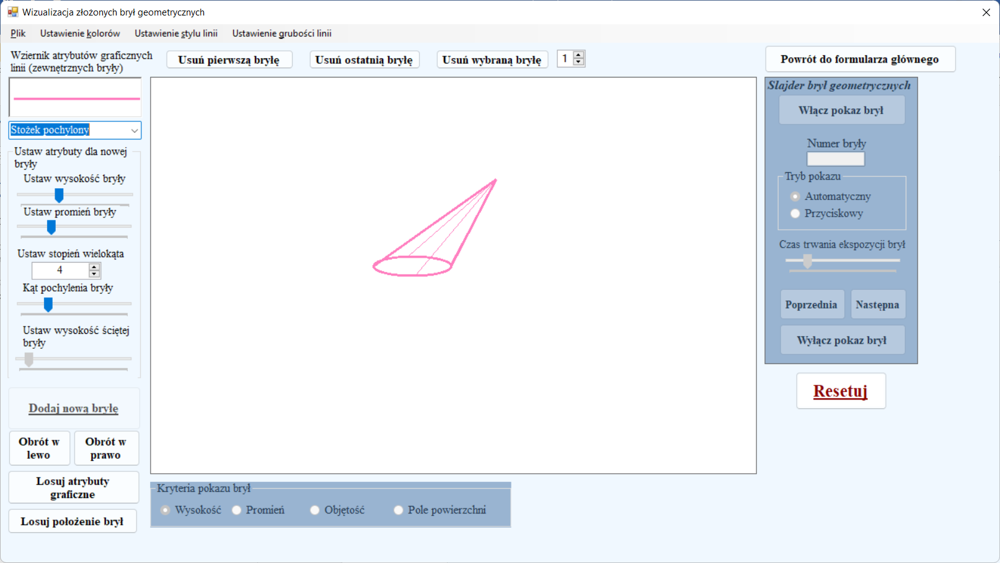 Wizualizacja złożonych brył geometrycznych
Plik Ustawienie kolorów Ustawienie stylu linii Ustawienie grubości linii
Wziernik atrybutów graficznych
linii (zewnętrznych bryły)
Usuń pierwszą bryłę
Usuń ostatnią bryłę
Usuń wybraną bryłę
1
Powrót do formularza głównego
Stożek pochylony
Ustaw atrybuty dla nowej
bryły
Ustaw wysokość bryły
Ustaw promień bryły
Ustaw stopień wielokąta
4
Kąt pochylenia bryły
Ustaw wysokość ściętej
bryły
Dodaj nową bryłę
Obrót w
lewo
Obrót w
prawo
Losuj atrybuty
graficzne
Losuj położenie brył
Kryteria pokazu brył
Wysokość
Promień
Objętość
Pole powierzchni
Slajder brył geometrycznych
Włącz pokaz brył
Numer bryły
Tryb pokazu
Automatyczny
Przyciskowy
Czas trwania ekspozycji brył
Poprzednia
Następna
Wyłącz pokaz brył
Resetuj